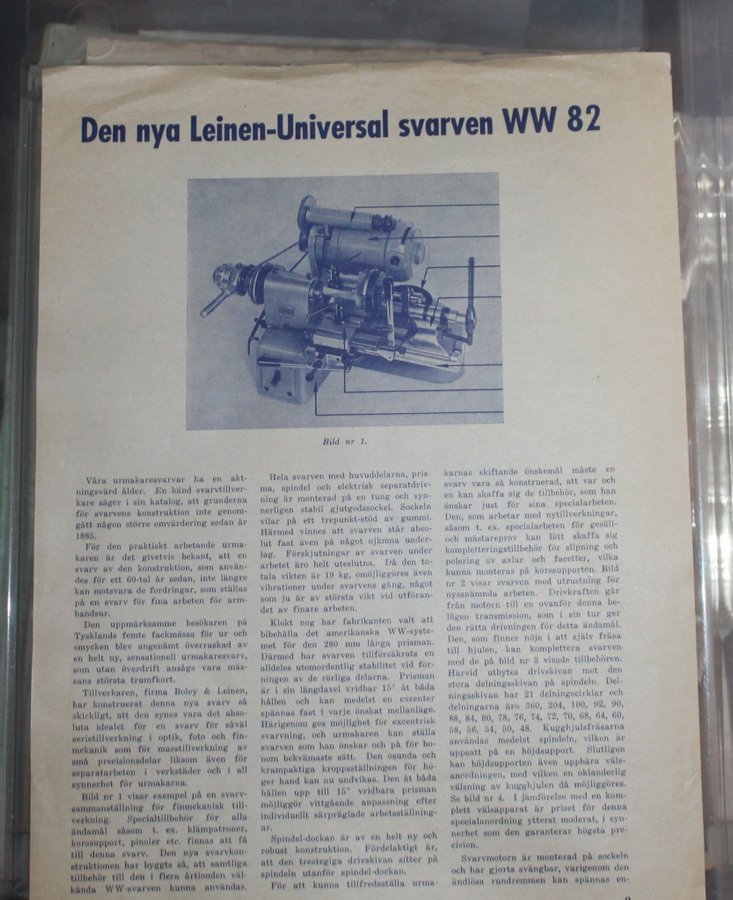 Den nya Leinen-Universal svarven WW 82
Bild nr 1.
Våra urmakaresvarvar ha en akt-
ningsvärd ålder. En känd svarvtillver-
kare säger i sin katalog, att grunderna
för svarvens konstruktion inte genom-
gått någon större omvärdering sedan år
1885.
För den praktiskt arbetande urma-
karen är det givetvis bekant, att en
svarv av den konstruktion, som använ-
des för ett 60-tal år sedan, inte längre
kan motsvara de fordringar, som ställas
på en svarv för fina arbeten för arm-
bandsur.
Den uppmärksamme besökaren på
Tysklands femte fackmässa för ur och
smycken blev angenämt överraskad av
en helt ny, sensationell urmakaresvarv,
som utan överdrift ansågs vara mäs-
sans största trumfkort.
Tillverkaren, firma Boley & Leinen,
har konstruerat denna nya svarv så
skickligt, att den synes vara det abso-
luta idealet för en svarv för såväl
serietillverkning i optik, foto och fin-
mekanik som för masstillverkning av
små precisionsdelar liksom även för
separatarbeten i verkstäder och i all
synnerhet för urmakarna.
Bild nr 1 visar exempel på en svarv-
sammanställning för finmekanisk till-
verkning. Specialtillbehör för alla
ändamål såsom t. ex. klämpatroner,
korssupport, pinoler etc. finnas att få
till denna svarv. Den nya svarvkon-
struktionen har byggts så, att samtliga
tillbehör till den i flera årtionden väl-
kända WW-svarven kunna användas.
Hela svarven med huvuddelarna, pris-
ma, spindel och elektrisk separatdriv-
ning är monterad på en tung och syn-
nerligen stabil gjutgodssockel. Sockeln
vilar på ett trepunkt-stöd av gummi.
Härmed vinnes att svarven står abso-
lut fast även på något ojämna under-
lag. Förskjutningar av svarven under
arbetet äro helt uteslutna. Då den to-
tala vikten är 19 kg, omöjliggöres även
vibrationer under svarvens gång, något
som ju är av största vikt vid utföran-
det av finare arbeten.
Klokt nog har fabrikanten valt att
bibehålla det amerikanska WW-syste-
met för den 280 mm långa prisman.
Därmed har svarven tillförsäkrats en
alldeles utomordentlig stabilitet vid för-
ningen av de rörliga delarna. Prisman
är i sin längdaxel vridbar 15° åt båda
hållen och kan medelst en excenter
spännas fast i varje önskat mellanläge.
Härigenom ges möjlighet för excentrisk
svarvning, och urmakaren kan ställa
svarven som han önskar och på för ho-
nom bekvämaste sätt. Den osunda och
krampaktiga kroppsställningen för hö-
ger hand kan nu undvikas. Den åt båda
hållen upp till 15° vridbara prisman
möjliggör vittgående anpassning efter
individuellt särpräglade arbetsställning-
ar.
Spindel-dockan är av en helt ny och
robust konstruktion. Fördelaktigt är,
att den trestegiga drivskivan sitter på
spindeln utanför spindel-dockan.
För att kunna tillfredsställa urma-
karnas skiftande önskemål måste en
svarv vara så konstruerad, att var och
en kan skaffa sig de tillbehör, som han
önskar just för sina specialarbeten.
Den, som arbetar med nytillverkningar,
såsom t. ex. specialarbeten för gesäll-
och mästareprov kan lätt skaffa sig
kompletteringstillbehör för slipning och
polering av axlar och facetter, vilka
kunna monteras på korssupporten. Bild
nr 2 visar svarven med utrustning för
nyssnämnda arbeten. Drivkraften går
från motorn till en ovanför denna be-
lägen transmission, som i sin tur ger
den rätta drivningen för detta ändamål.
Den, som finner nöje i att själv fräsa
till hjulen, kan komplettera svarven
med de på bild nr 3 visade tillbehören.
Härvid utbytes drivskivan mot den
stora delningsskivan på spindeln. Del-
ningsskivan har 21 delningscirklar och
delningarna äro 360, 204, 100, 92, 90,
88, 84, 80, 78, 76, 74, 72, 70, 68, 64, 60,
58, 56, 54, 50, 48. Kugghjulsfräsarna
användas medelst spindeln, vilken är
uppsatt på en höjdsupport. Slutligen
kan höjdsupporten även uppbära väls-
anordningen, med vilken en oklanderlig
välsning av kugghjulen då möjliggöres.
Se bild nr 4. I jämförelse med en kom-
plett välsapparat är priset för denna
specialanordning ytterst moderat, i syn-
nerhet som den garanterar högsta pre-
cision.
Svarvmotorn är monterad på sockeln
och har gjorts svängbar, varigenom den
ändlösa rundremmen kan spännas en-